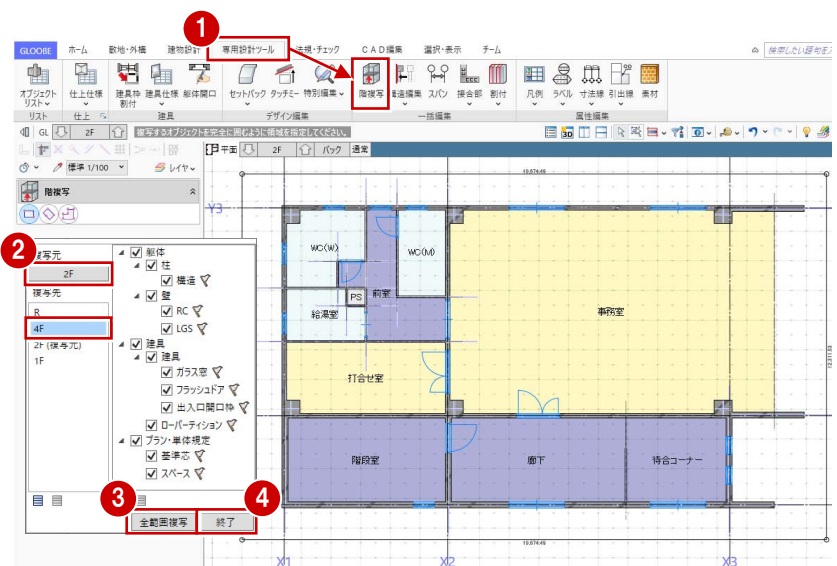 1
GLOOBE ホーム 敷地・外構 建物設計 専用設計ツール 法規・チェック CAD編集 選択・表示 チーム
オブジェクトリスト 仕上仕様 建具枠割付 建具仕様 躯体開口 セットバック タッチミー 特別編集 階複写 構造編集 スパン 接合部 割付 凡例 ラベル 寸法線 引出線 素材
リスト 仕上 建具 デザイン編集 一括編集 属性編集
GL 2F 複写するオブジェクトを完全に囲むように領域を指定してください。
平面 2F バック 通常
標準 1/100 レイヤ
階複写
2
複写元
2F
複写先
R
4F
2F (複写元)
1F
躯体
柱
構造
壁
RC
LGS
建具
建具
ガラス窓
フラッシュドア
出入口開口枠
ローパーティション
プラン・単体規定
基準芯
スペース
3
4
全範囲複写 終了
19,674.45
Y3
WC(W)
WC(M)
PS
前室
給湯室
事務室
打合せ室
階段室
廊下
待合コーナー
19,674.45
X1
X2
X3